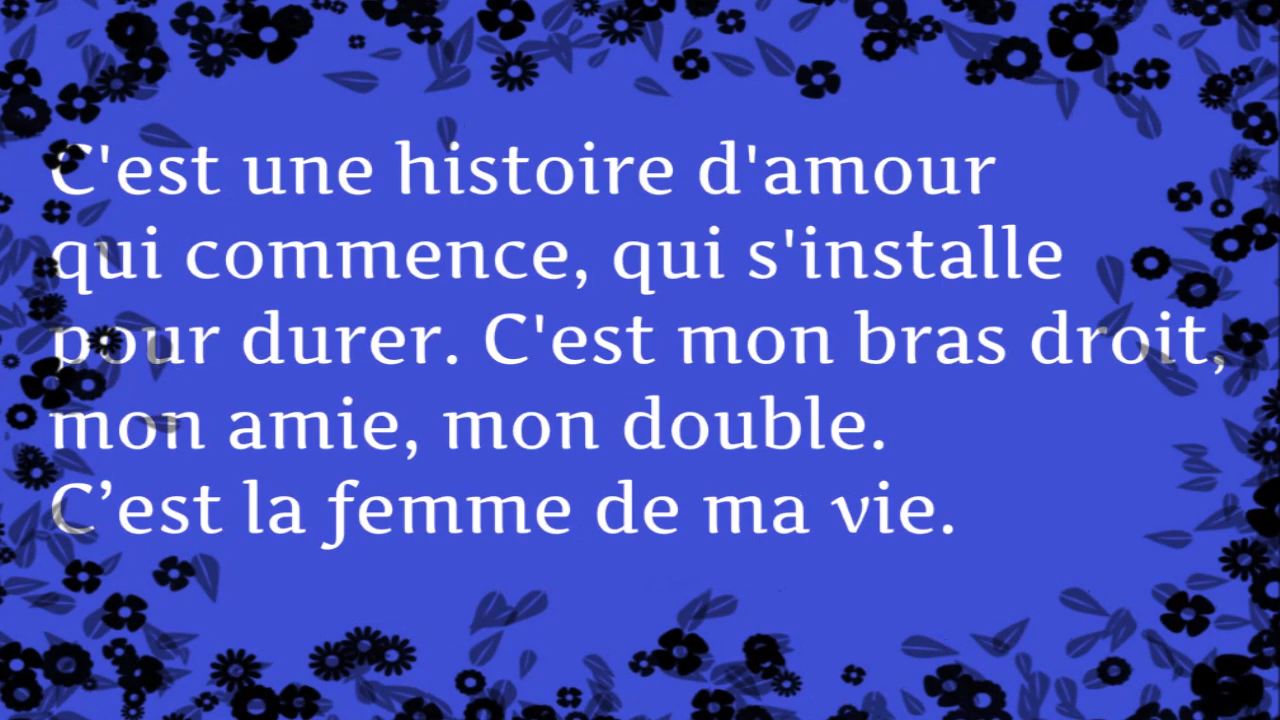 C'est une histoire d'amour
qui commence, qui s'installe
pour durer. C'est mon bras droit,
mon amie, mon double.
C’est la femme de ma vie.